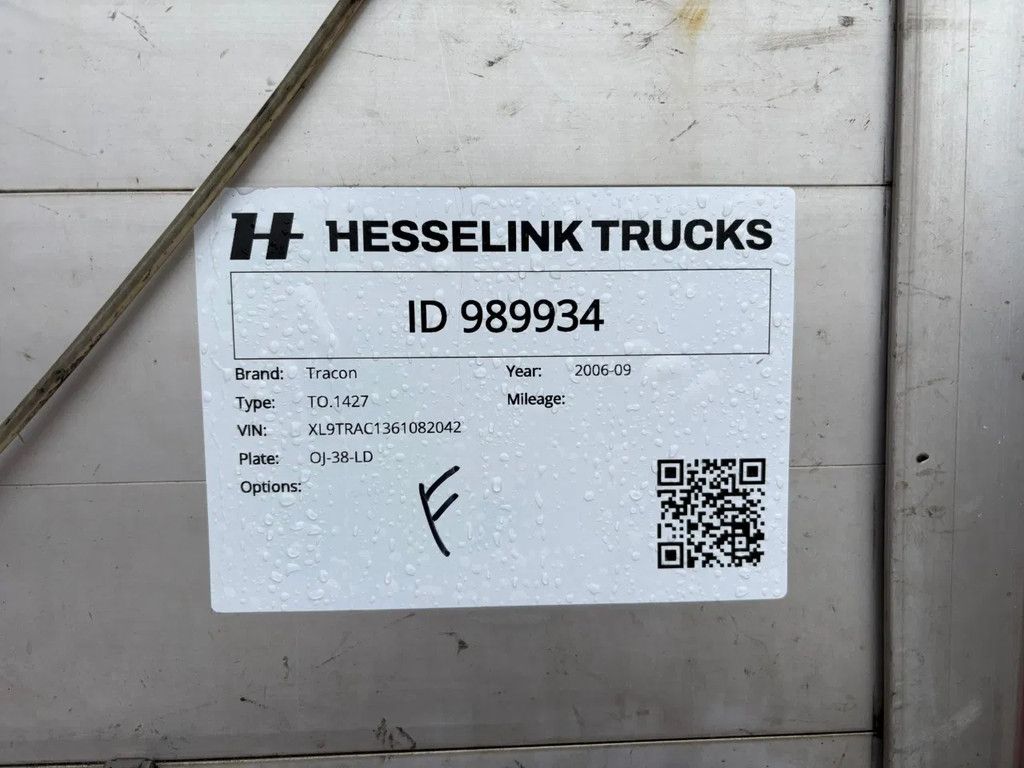 H HESSELINK TRUCKS
ID 989934
Brand: Tracon Year: 2006-09
Type: TO.1427 Mileage:
VIN: XL9TRAC1361082042
Plate: OJ-38-LD
Options:
F